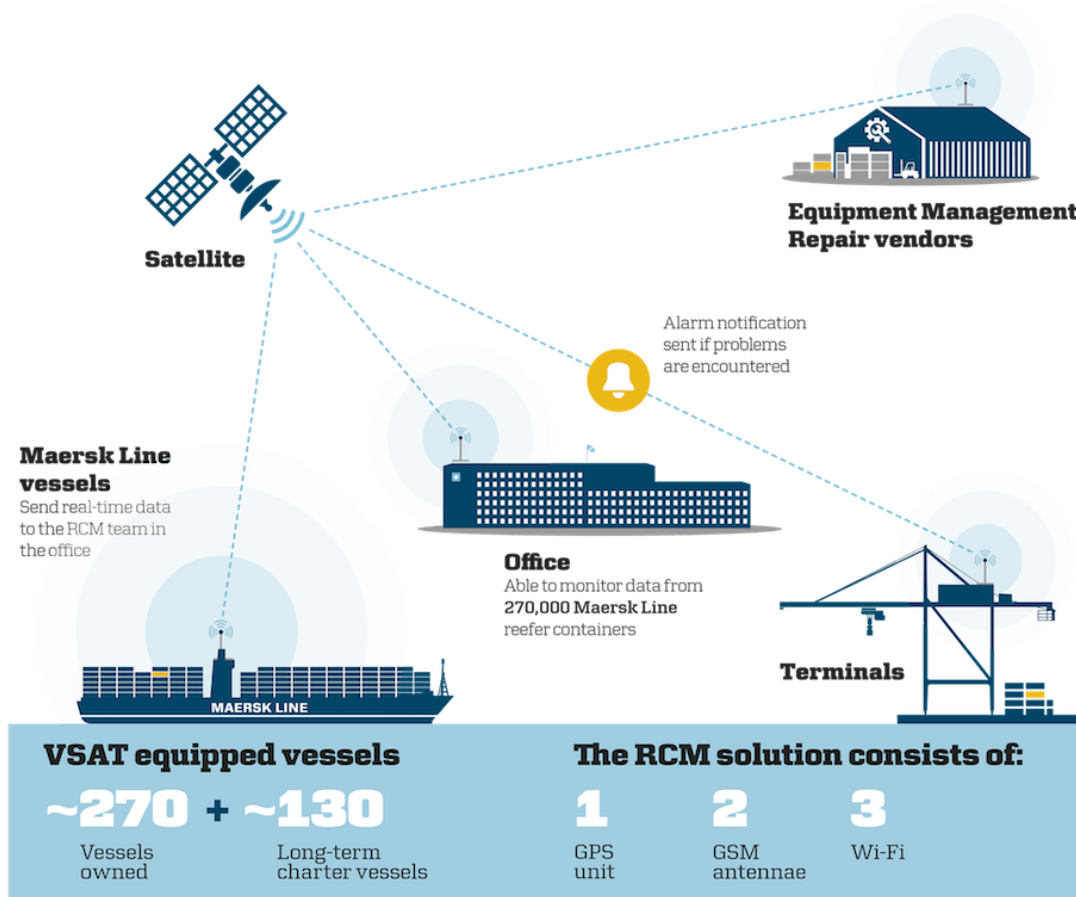 Satellite
Equipment Management
Repair vendors
Alarm notification
sent if problems
are encountered
Maersk Line
vessels
Send real-time data
to the RCM team in
the office
Office
Able to monitor data from
270,000 Maersk Line
reefer containers
Terminals
MAERSK LINE
VSAT equipped vessels
~270 + ~130
Vessels
owned
Long-term
charter vessels
The RCM solution consists of:
1
GPS
unit
2
GSM
antennae
3
Wi-Fi